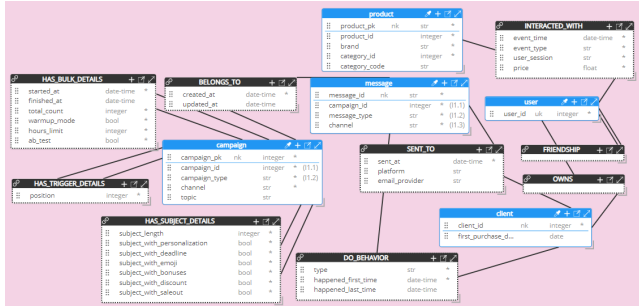 product
product_pk nk str *
product_id integer *
brand str *
category_id integer *
category_code str
INTERACTED_WITH
event_time date-time *
event_type str *
user_session str *
price float *
HAS_BULK_DETAILS
started_at date-time *
finished_at date-time
total_count integer *
warmup_mode bool *
hours_limit integer *
ab_test bool *
BELONGS_TO
created_at date-time *
updated_at date-time
message
message_id nk str *
campaign_id integer * (I1.1)
message_type str * (I1.2)
channel str * (I1.3)
user
user_id uk integer *
campaign
campaign_pk nk integer *
campaign_id integer * (I1.1)
campaign_type str * (I1.2)
channel str *
topic str
SENT_TO
sent_at date-time *
platform str
email_provider str
FRIENDSHIP
OWNS
HAS_TRIGGER_DETAILS
position integer *
HAS_SUBJECT_DETAILS
subject_length integer *
subject_with_personalization bool *
subject_with_deadline bool *
subject_with_emoji bool *
subject_with_bonuses bool *
subject_with_discount bool *
subject_with_saleout bool *
client
client_id nk str *
first_purchase_d... date
DO_BEHAVIOR
type str *
happened_first_time date-time *
happened_last_time date-time *